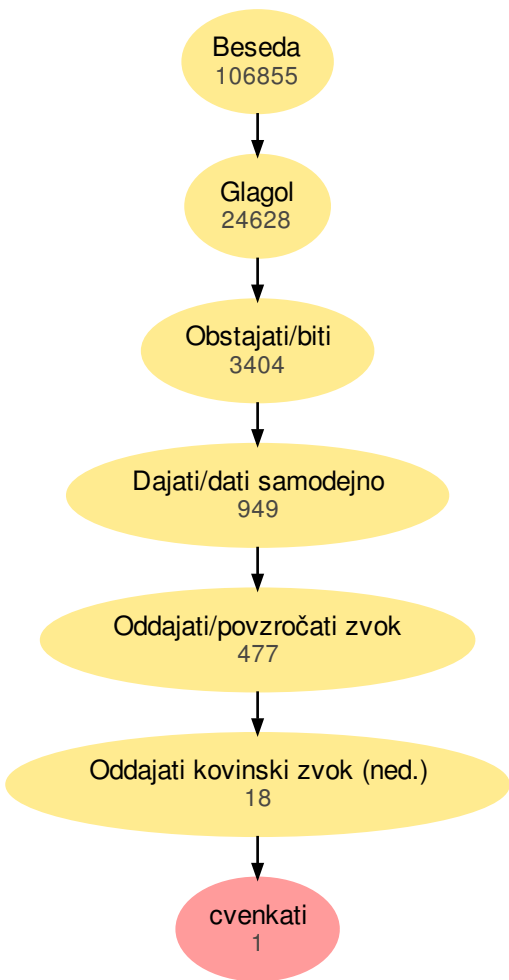 Beseda
106855
Glagol
24628
Obstajati/biti
3404
Dajati/dati samodejno
949
Oddajati/povzročati zvok
477
Oddajati kovinski zvok (ned.)
18
cvenkati
1